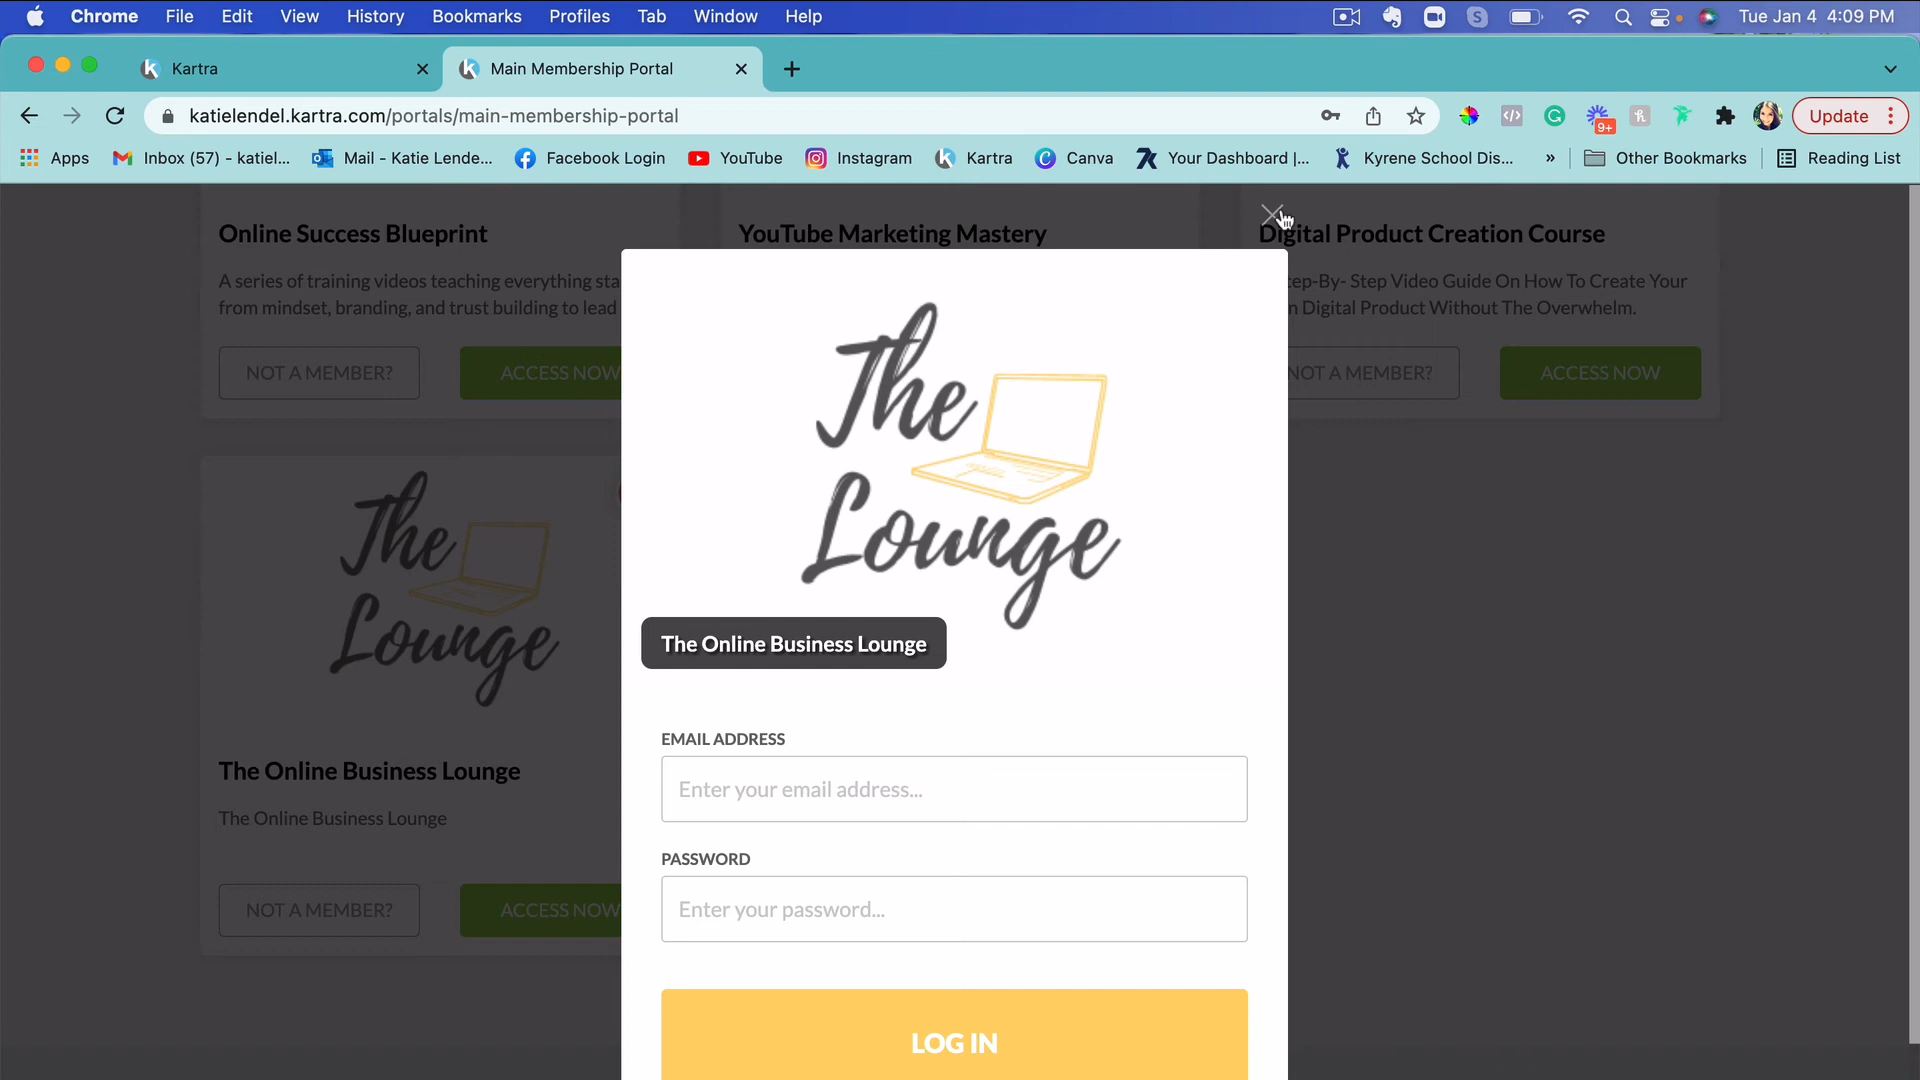 Chrome File Edit View History Bookmarks Profiles Tab Window Help Tue Jan 4 4:09 PM
Kartra Main Membership Portal
katielendel.kartra.com/portals/main-membership-portal 9+ Update
Apps Inbox (57) - katiel... Mail - Katie Lende... Facebook Login YouTube Instagram Kartra Canva Your Dashboard |... Kyrene School Dis... » Other Bookmarks Reading List
Online Success Blueprint YouTube Marketing Mastery Digital Product Creation Course
A series of training videos teaching everything sta
from mindset, branding, and trust building to lead
tep-By- Step Video Guide On How To Create Your
n Digital Product Without The Overwhelm.
NOT A MEMBER? ACCESS NOW NOT A MEMBER? ACCESS NOW
The
Lounge
The Online Business Lounge
The Online Business Lounge
NOT A MEMBER? ACCESS NOW
The
Lounge
The Online Business Lounge
EMAIL ADDRESS
Enter your email address...
PASSWORD
Enter your password...
LOG IN